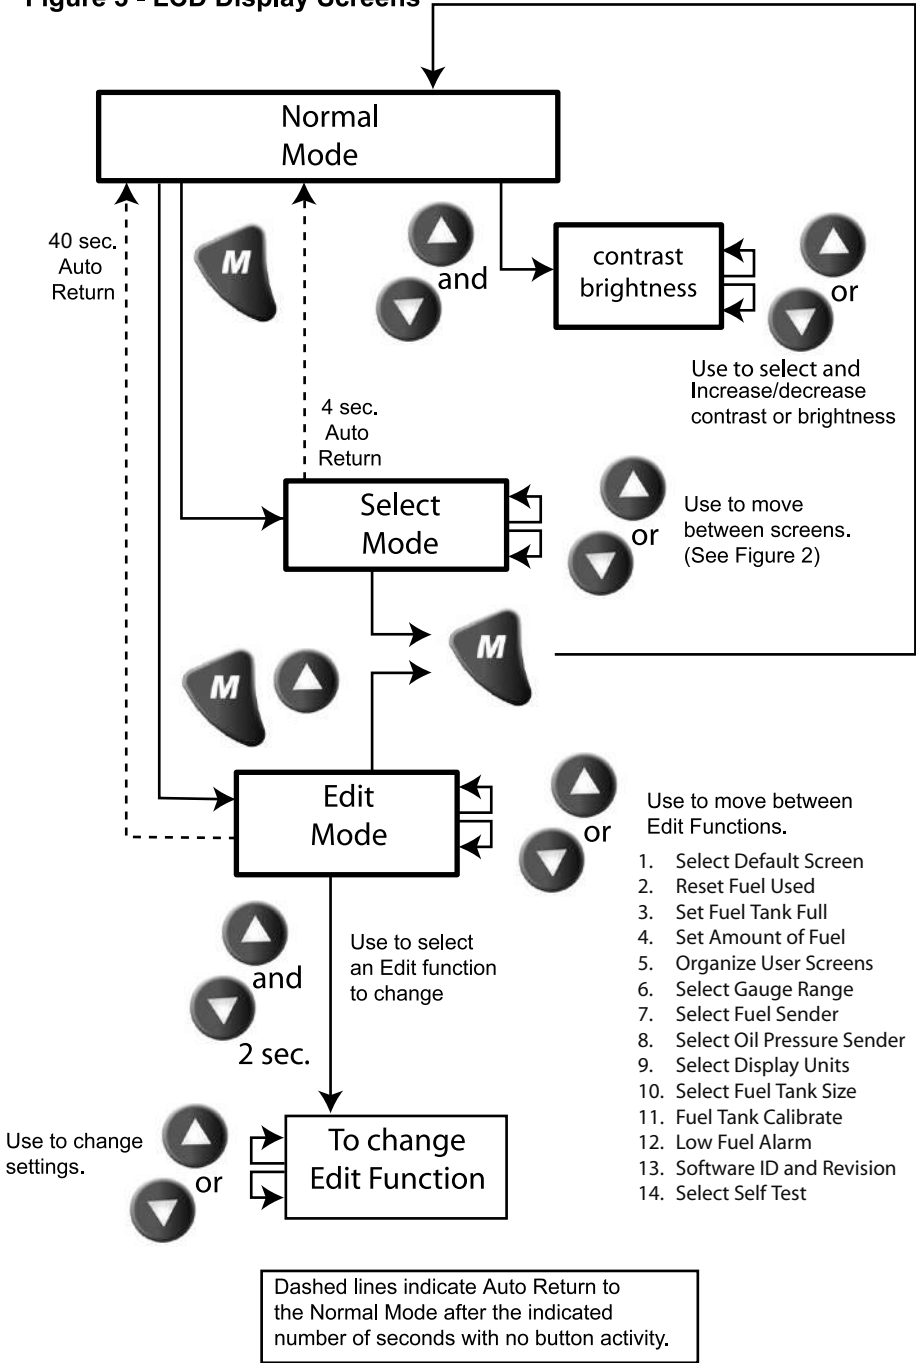 Figure 3 - LCD Display Screens
Normal
Mode
40 sec.
Auto
Return
M
and
contrast
brightness
or
Use to select and
Increase/decrease
contrast or brightness
4 sec.
Auto
Return
Select
Mode
or
Use to move
between screens.
(See Figure 2)
M
M
Edit
Mode
or
Use to move between
Edit Functions.
1. Select Default Screen
2. Reset Fuel Used
3. Set Fuel Tank Full
4. Set Amount of Fuel
5. Organize User Screens
6. Select Gauge Range
7. Select Fuel Sender
8. Select Oil Pressure Sender
9. Select Display Units
10. Select Fuel Tank Size
11. Fuel Tank Calibrate
12. Low Fuel Alarm
13. Software ID and Revision
14. Select Self Test
and
2 sec.
Use to select
an Edit function
to change
Use to change
settings.
or
To change
Edit Function
Dashed lines indicate Auto Return to
the Normal Mode after the indicated
number of seconds with no button activity.